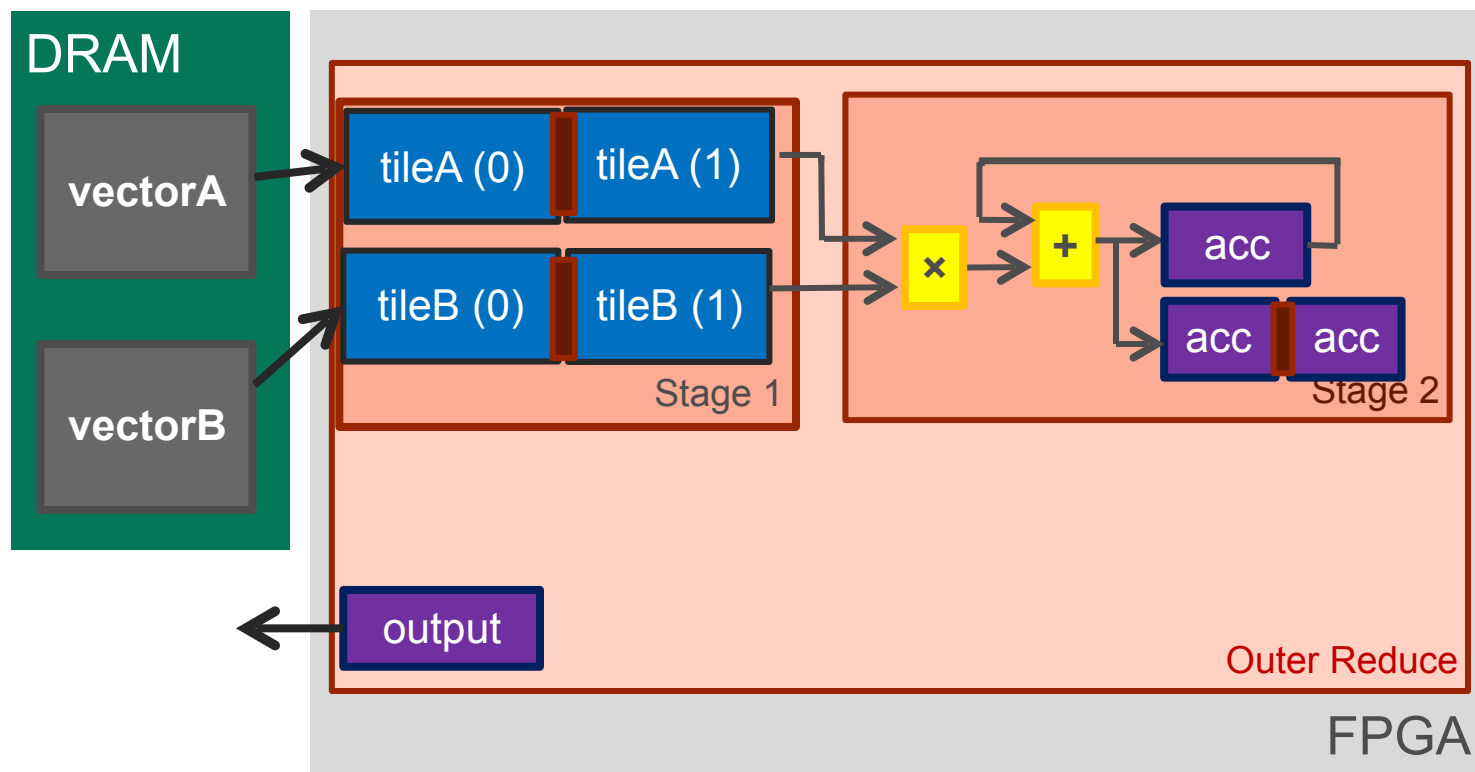 DRAM
vectorA
vectorB
tileA (0)
tileA (1)
tileB (0)
tileB (1)
Stage 1
×
+
acc
acc
acc
Stage 2
output
Outer Reduce
FPGA